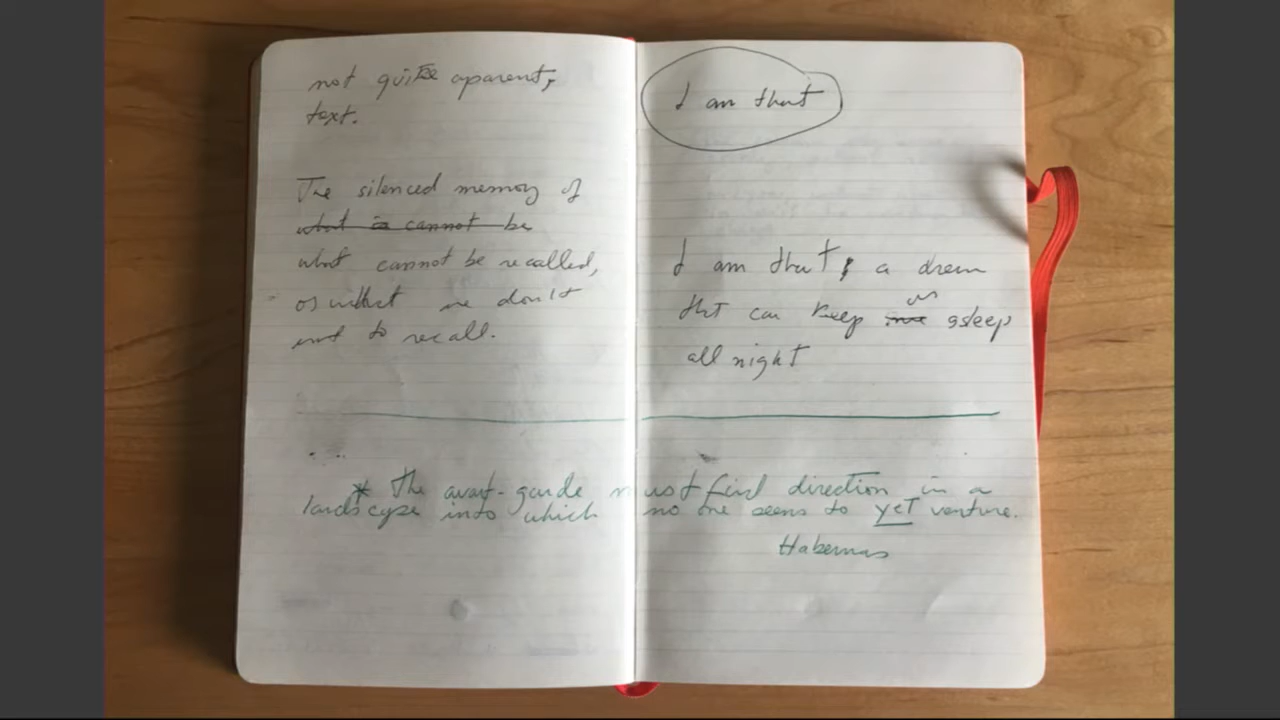 not quite aparent,
text.
The silenced memory of
what is cannot be
what cannot be recalled,
or what we don't
want to recall.
I am that
I am that, a dream
that can keep me us asleep
all night
* The avant-garde must find direction in a
landscape into which no one seems to yet venture.
Habermas